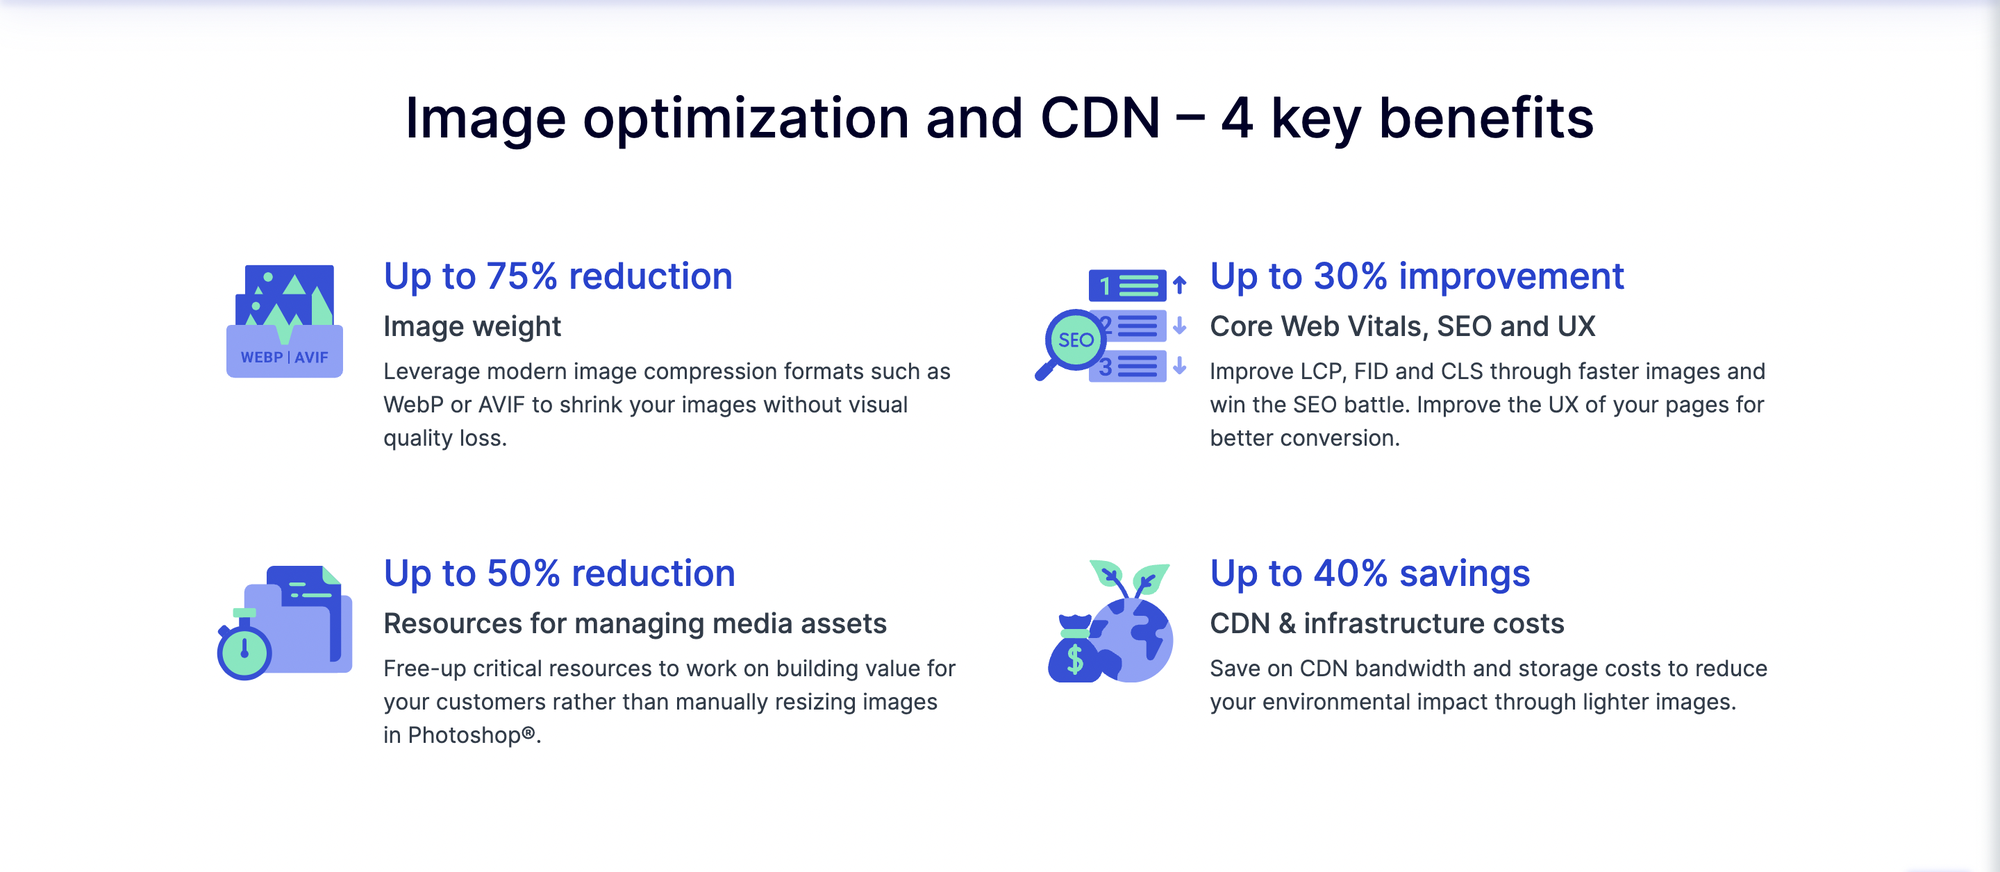 Image optimization and CDN – 4 key benefits
WEBP | AVIF
Up to 75% reduction
Image weight
Leverage modern image compression formats such as
WebP or AVIF to shrink your images without visual
quality loss.
1
2
3
SEO
Up to 30% improvement
Core Web Vitals, SEO and UX
Improve LCP, FID and CLS through faster images and
win the SEO battle. Improve the UX of your pages for
better conversion.
Up to 50% reduction
Resources for managing media assets
Free-up critical resources to work on building value for
your customers rather than manually resizing images
in Photoshop®.
$
Up to 40% savings
CDN & infrastructure costs
Save on CDN bandwidth and storage costs to reduce
your environmental impact through lighter images.